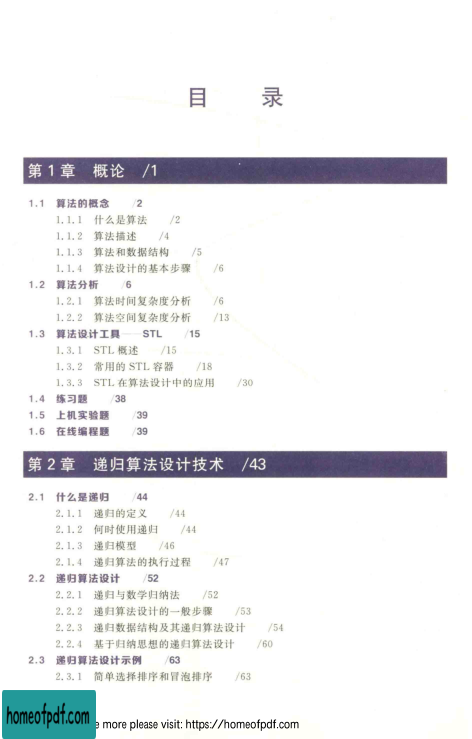 目 录
第1章 概论 /1
1.1 算法的概念 /2
1.1.1 什么是算法 /2
1.1.2 算法描述 /4
1.1.3 算法和数据结构 /5
1.1.4 算法设计的基本步骤 /6
1.2 算法分析 /6
1.2.1 算法时间复杂度分析 /6
1.2.2 算法空间复杂度分析 /13
1.3 算法设计工具——STL /15
1.3.1 STL 概述 /15
1.3.2 常用的 STL 容器 /18
1.3.3 STL 在算法设计中的应用 /30
1.4 练习题 /38
1.5 上机实验题 /39
1.6 在线编程题 /39
第2章 递归算法设计技术 /43
2.1 什么是递归 /44
2.1.1 递归的定义 /44
2.1.2 何时使用递归 /44
2.1.3 递归模型 /46
2.1.4 递归算法的执行过程 /47
2.2 递归算法设计 /52
2.2.1 递归与数学归纳法 /52
2.2.2 递归算法设计的一般步骤 /53
2.2.3 递归数据结构及其递归算法设计 /54
2.2.4 基于归纳思想的递归算法设计 /60
2.3 递归算法设计示例 /63
2.3.1 简单选择排序和冒泡排序 /63
homeofpdf.com
e more please visit: https://homeofpdf.com